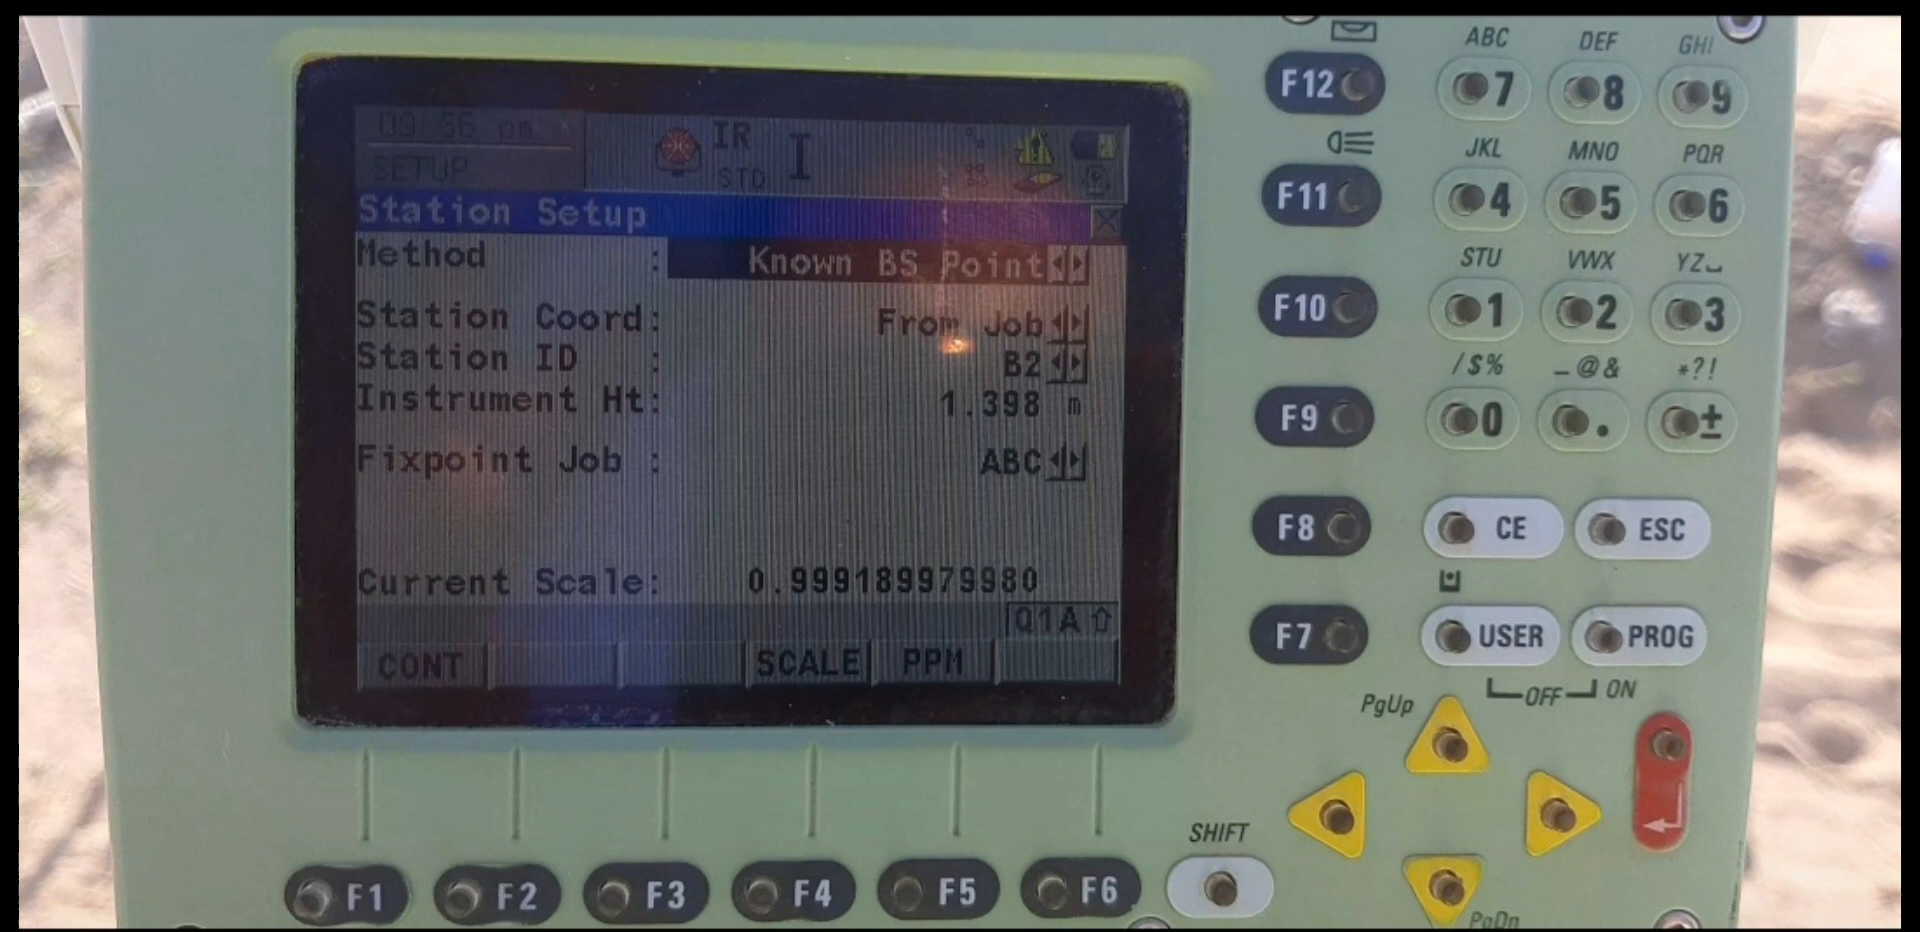 09 56 pm
SETUP
IR
STD
I
Station Setup
Method : Known BS Point
Station Coord: From Job
Station ID : B2
Instrument Ht: 1.398 m
Fixpoint Job : ABC
Current Scale: 0.999189979980
Q1A⇧
CONT SCALE PPM
F1 F2 F3 F4 F5 F6
SHIFT
F12
F11
F10
F9
F8
F7
ABC DEF GHI
7 8 9
JKL MNO PQR
4 5 6
STU VWX YZ␣
1 2 3
/$% _@& *?!
0 . ±
CE ESC
USER PROG
OFF ON
PgUp
PgDn